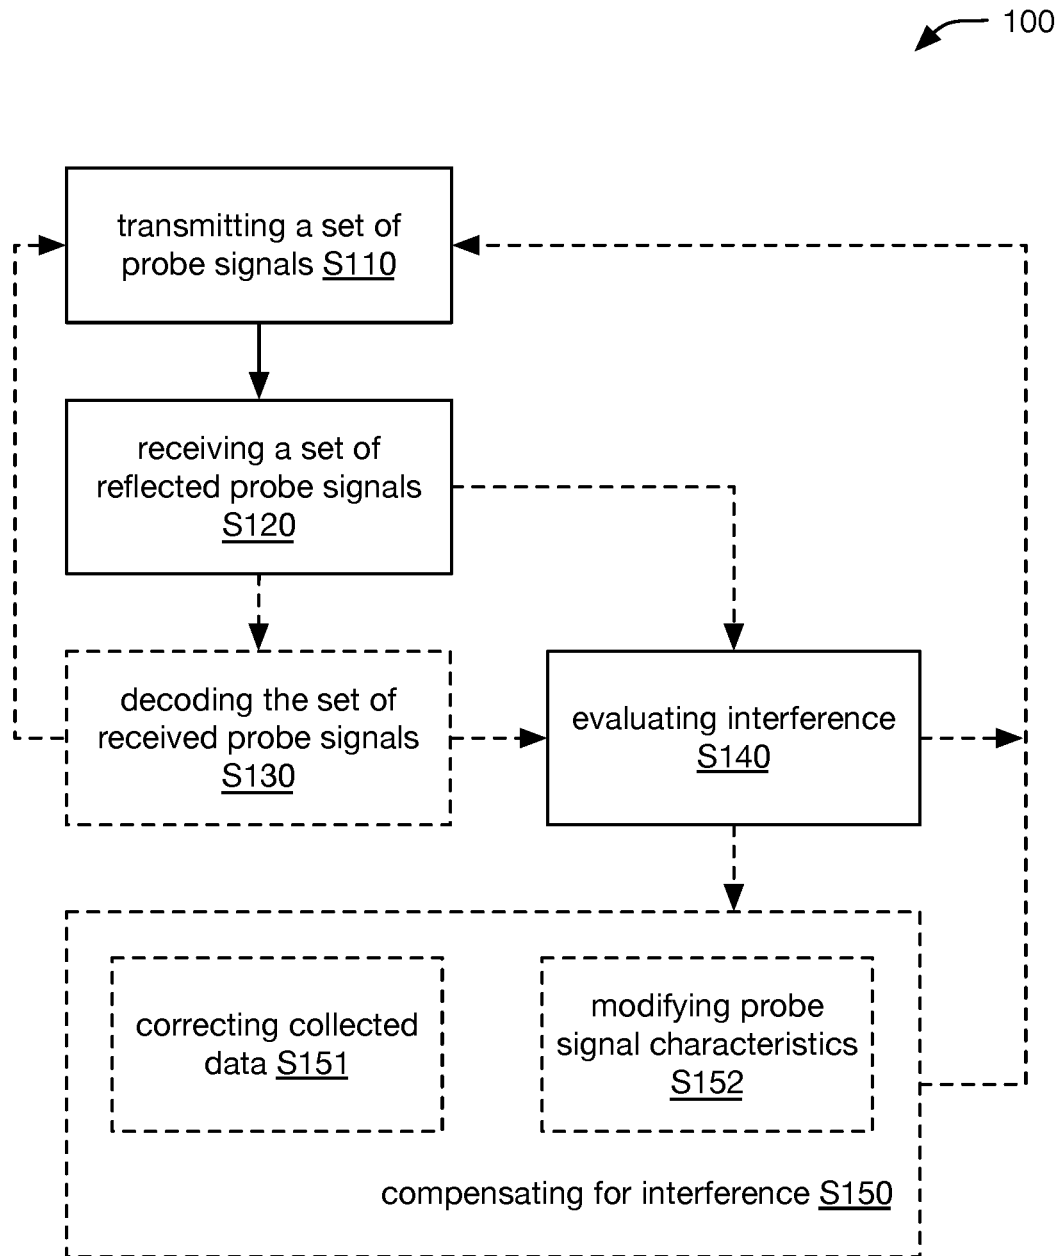 100
transmitting a set of
probe signals S110
receiving a set of
reflected probe signals
S120
decoding the set of
received probe signals
S130
evaluating interference
S140
correcting collected
data S151
modifying probe
signal characteristics
S152
compensating for interference S150